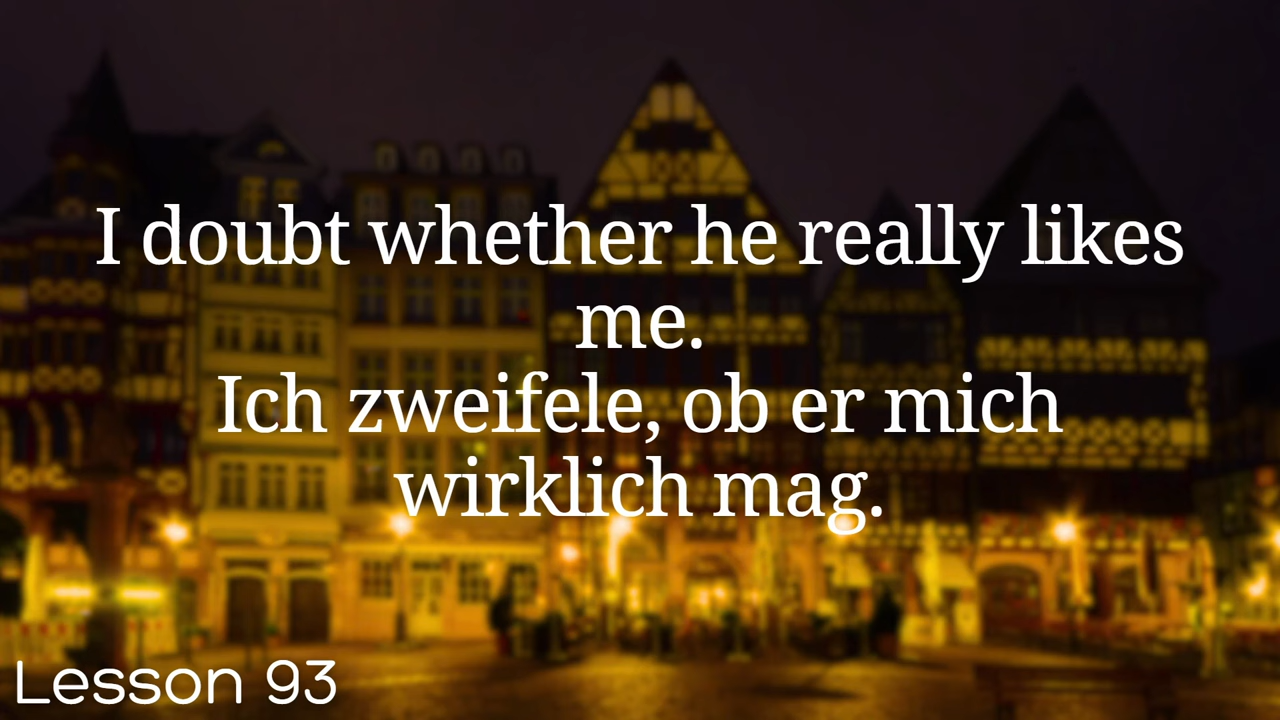 I doubt whether he really likes
me.
Ich zweifele, ob er mich
wirklich mag.
Lesson 93